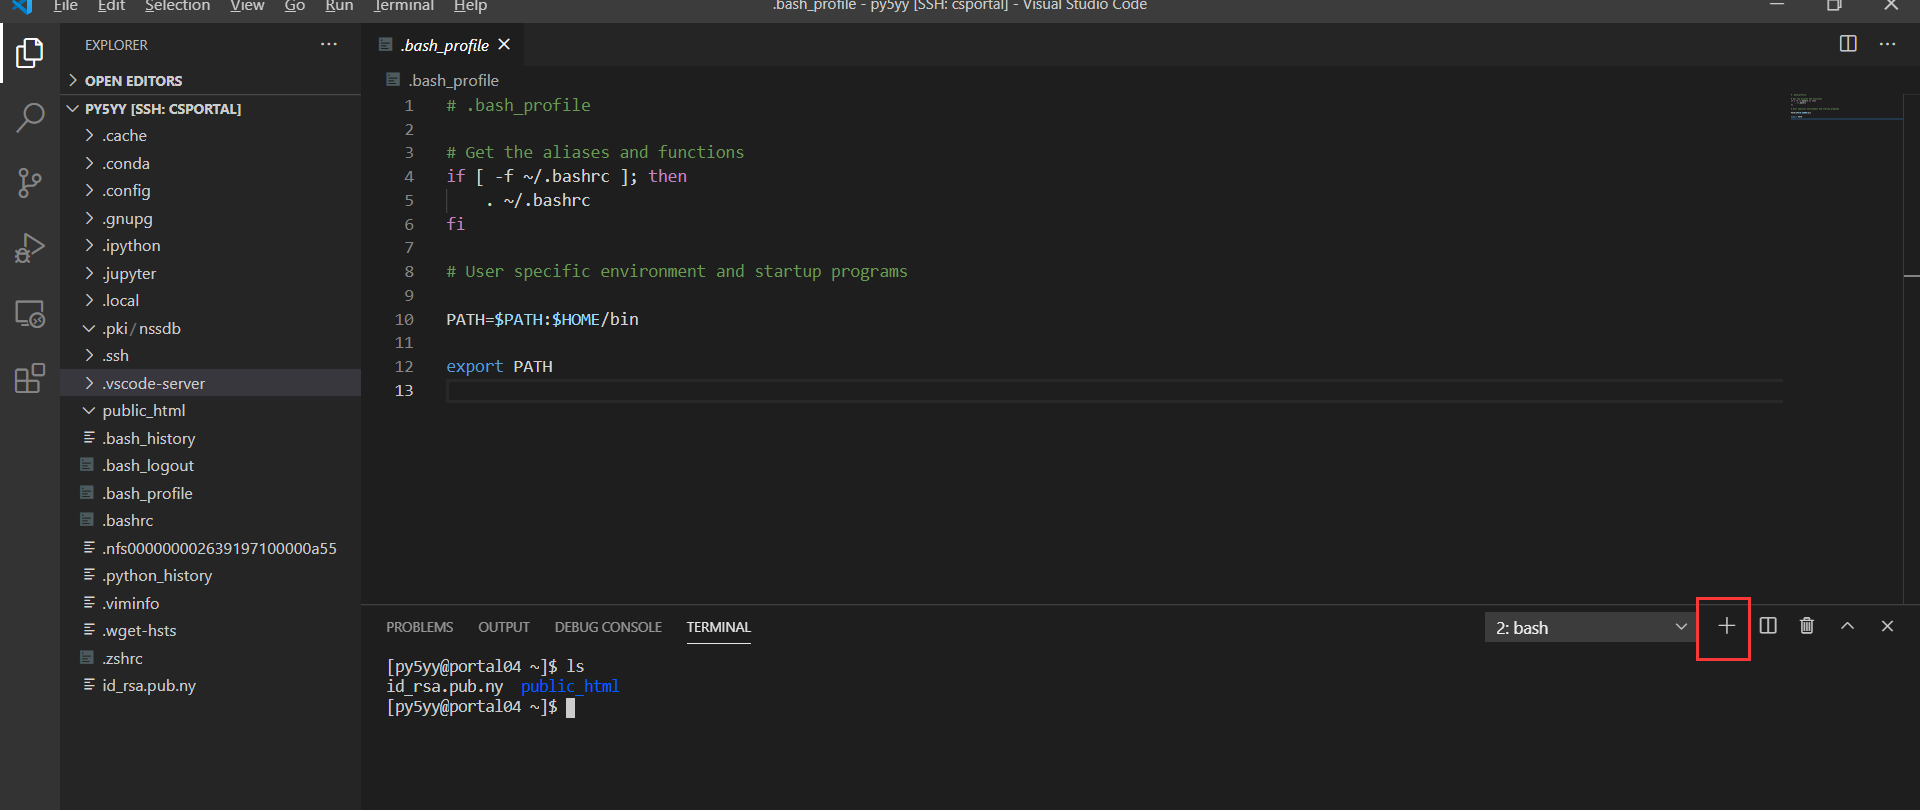 File Edit Selection View Go Run Terminal Help
.bash_profile - py5yy [SSH: csportal] - Visual Studio Code
EXPLORER
OPEN EDITORS
PY5YY [SSH: CSPORTAL]
.cache
.conda
.config
.gnupg
.ipython
.jupyter
.local
.pki/nssdb
.ssh
.vscode-server
public_html
.bash_history
.bash_logout
.bash_profile
.bashrc
.nfs000000002639197100000a55
.python_history
.viminfo
.wget-hsts
.zshrc
id_rsa.pub.ny
.bash_profile
.bash_profile
1 # .bash_profile
2
3 # Get the aliases and functions
4 if [ -f ~/.bashrc ]; then
5 . ~/.bashrc
6 fi
7
8 # User specific environment and startup programs
9
10 PATH=$PATH:$HOME/bin
11
12 export PATH
13
PROBLEMS OUTPUT DEBUG CONSOLE TERMINAL
2: bash
[py5yy@portal04 ~]$ ls
id_rsa.pub.ny public_html
[py5yy@portal04 ~]$